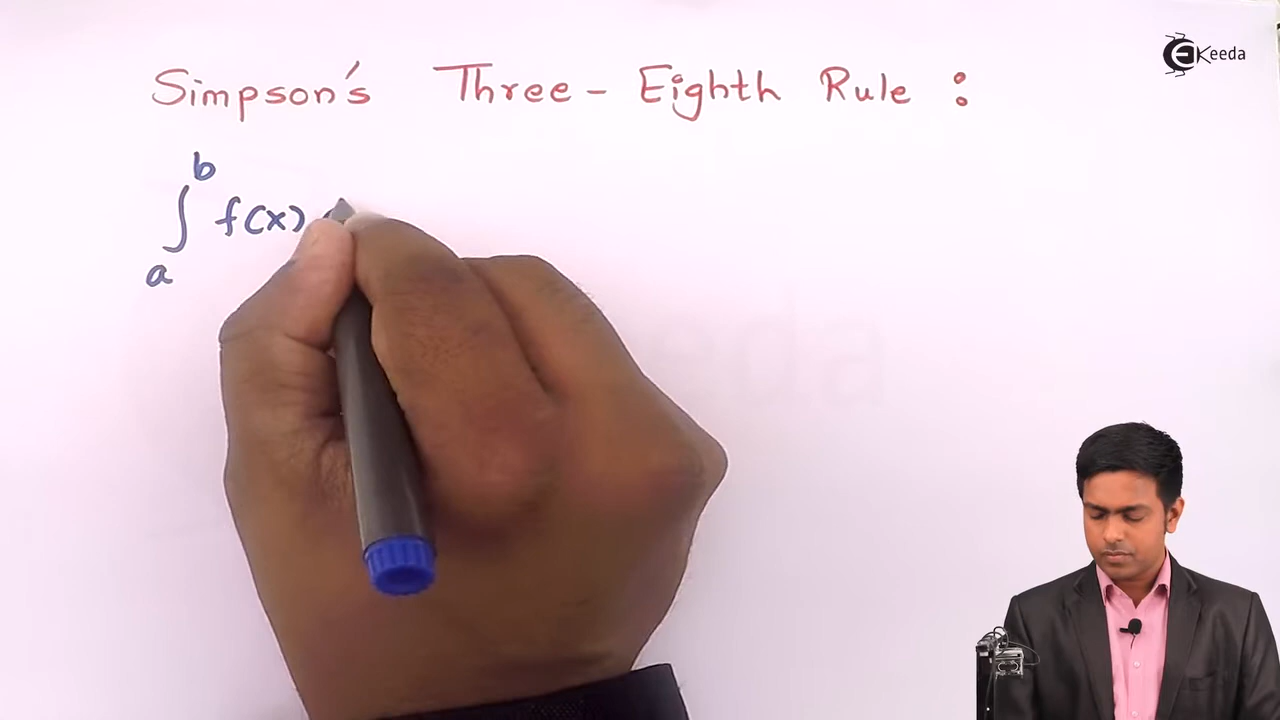 Simpson's Three-Eighth Rule :
EKeeda
b
∫ f(x)
a